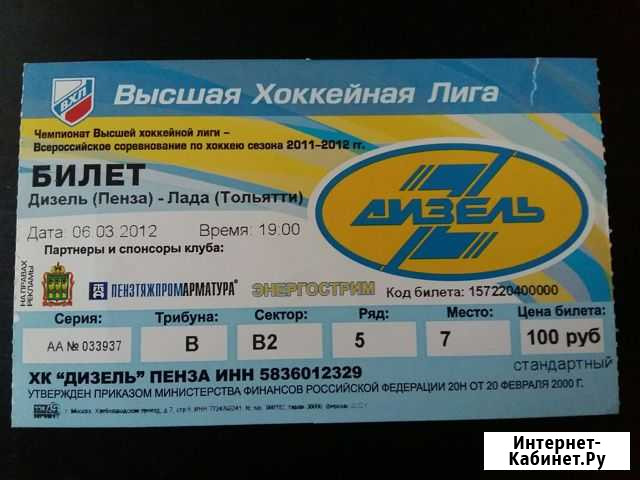 ВХЛ
Высшая Хоккейная Лига
Чемпионат Высшей хоккейной лиги –
Всероссийское соревнование по хоккею сезона 2011-2012 гг.
БИЛЕТ
Дизель (Пенза) - Лада (Тольятти)
Дата: 06.03.2012 Время: 19:00
ДИЗЕЛЬ
Партнеры и спонсоры клуба:
НА ПРАВАХ
РЕКЛАМЫ
ПЕНЗТЯЖПРОМАРМАТУРА
ЭНЕРГОСТРИМ
Код билета: 157220400000
Серия: Трибуна: Сектор: Ряд: Место: Цена билета:
АА № 033937 В В2 5 7 100 руб
стандартный
ХК "ДИЗЕЛЬ" ПЕНЗА ИНН 5836012329
УТВЕРЖДЕН ПРИКАЗОМ МИНИСТЕРСТВА ФИНАНСОВ РОССИЙСКОЙ ФЕДЕРАЦИИ 20Н ОТ 20 ФЕВРАЛЯ 2000 Г.
г. Москва,
Интернет-
Кабинет.Ру